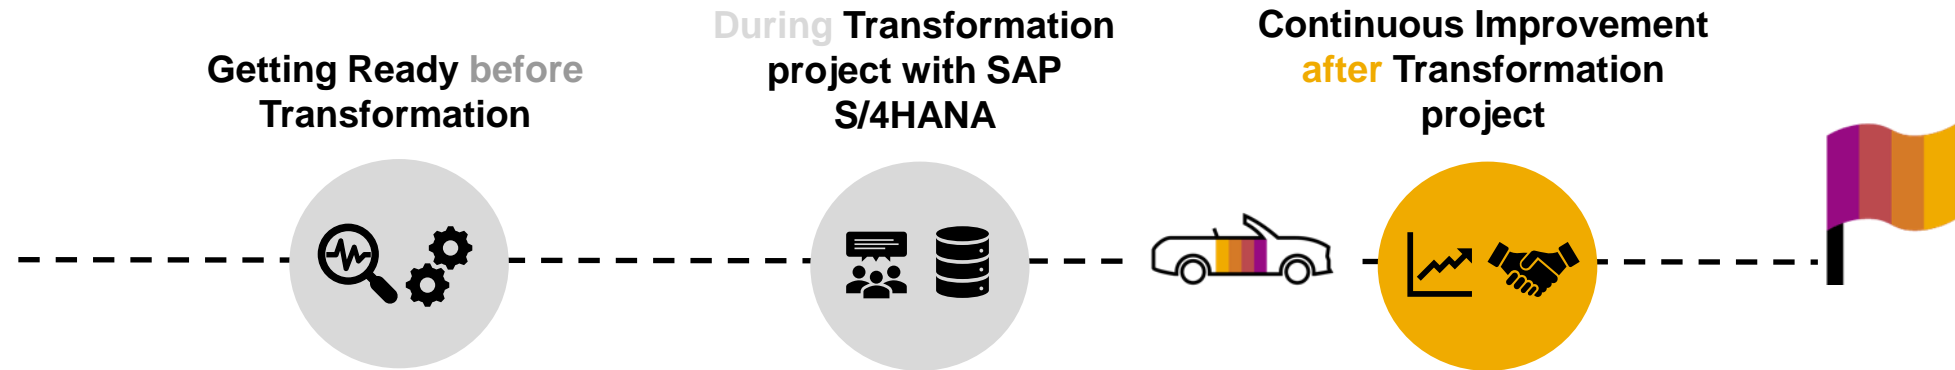 Getting Ready before
Transformation
During Transformation
project with SAP
S/4HANA
Continuous Improvement
after Transformation
project